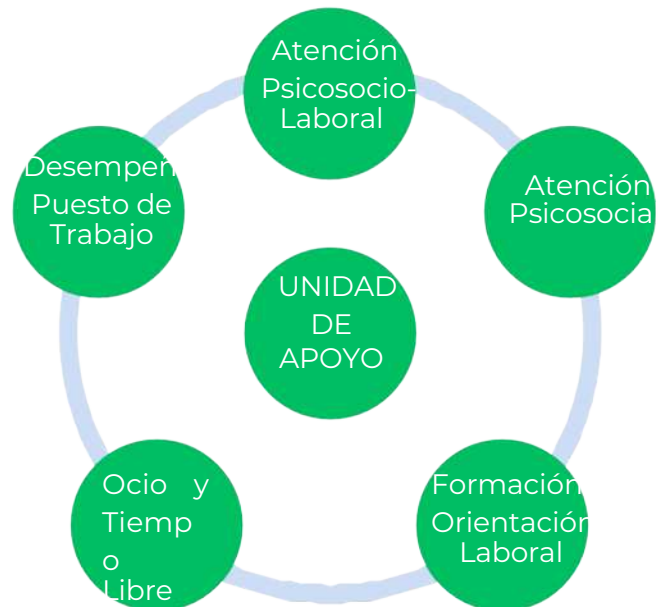 Atención
Psicosocio-
Laboral
Desempeñ
Puesto de
Trabajo
Atención
Psicosocia
UNIDAD
DE
APOYO
Ocio y
Tiemp
o
Libre
Formación
Orientación
Laboral